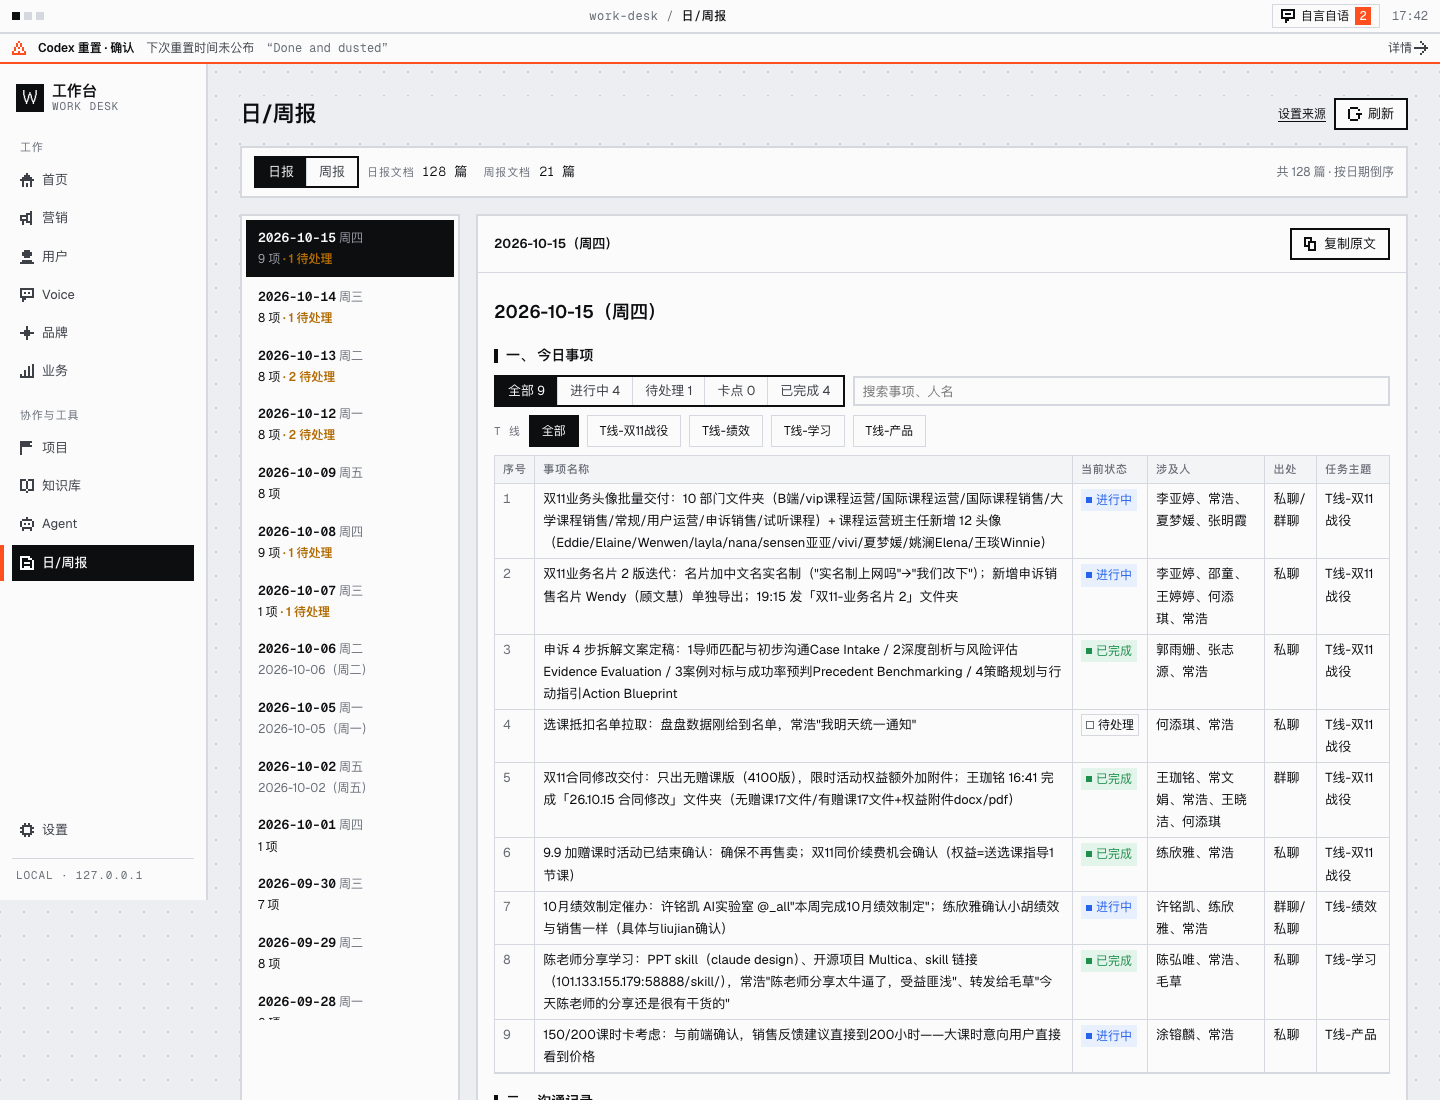 work-desk / 日/周报
自言自语 2
17:42
Codex 重置 · 确认 下次重置时间未公布 “Done and dusted”
详情
W 工作台
WORK DESK
工作
首页
营销
用户
Voice
品牌
业务
协作与工具
项目
知识库
Agent
日/周报
设置
LOCAL · 127.0.0.1
日/周报
设置来源
刷新
日报 周报 日报文档 128 篇 周报文档 21 篇
共 128 篇 · 按日期倒序
2026-10-15 周四
9 项 · 1 待处理
2026-10-14 周三
8 项 · 1 待处理
2026-10-13 周二
8 项 · 2 待处理
2026-10-12 周一
8 项 · 2 待处理
2026-10-09 周五
8 项
2026-10-08 周四
9 项 · 1 待处理
2026-10-07 周三
1 项 · 1 待处理
2026-10-06 周二
2026-10-06（周二）
2026-10-05 周一
2026-10-05（周一）
2026-10-02 周五
2026-10-02（周五）
2026-10-01 周四
1 项
2026-09-30 周三
7 项
2026-09-29 周二
8 项
2026-09-28 周一
2026-10-15（周四）
复制原文
2026-10-15（周四）
一、今日事项
全部 9 进行中 4 待处理 1 卡点 0 已完成 4
搜索事项、人名
T 线 全部 T线-双11战役 T线-绩效 T线-学习 T线-产品
序号 事项名称 当前状态 涉及人 出处 任务主题
1
双11业务头像批量交付：10 部门文件夹（B端/vip课程运营/国际课程运营/国际课程销售/大
学课程销售/常规/用户运营/申诉销售/试听课程）+ 课程运营班主任新增 12 头像
（Eddie/Elaine/Wenwen/layla/nana/sensen亚亚/vivi/夏梦媛/姚澜Elena/王琰Winnie）
进行中
李亚婷、常浩、
夏梦媛、张明霞
私聊/
群聊
T线-双11
战役
2
双11业务名片 2 版迭代：名片加中文名实名制（"实名制上网吗"→"我们改下"）；新增申诉销
售名片 Wendy（顾文慧）单独导出；19:15 发「双11-业务名片 2」文件夹
进行中
李亚婷、邵童、
王婷婷、何添
琪、常浩
私聊
T线-双11
战役
3
申诉 4 步拆解文案定稿：1导师匹配与初步沟通Case Intake / 2深度剖析与风险评估
Evidence Evaluation / 3案例对标与成功率预判Precedent Benchmarking / 4策略规划与行
动指引Action Blueprint
已完成
郭雨姗、张志
源、常浩
私聊
T线-双11
战役
4
选课抵扣名单拉取：盘盘数据刚给到名单，常浩"我明天统一通知"
待处理
何添琪、常浩
私聊
T线-双11
战役
5
双11合同修改交付：只出无赠课版（4100版），限时活动权益额外加附件；王珈铭 16:41 完
成「26.10.15 合同修改」文件夹（无赠课17文件/有赠课17文件+权益附件docx/pdf）
已完成
王珈铭、常文
娟、常浩、王晓
洁、何添琪
群聊
T线-双11
战役
6
9.9 加赠课时活动已结束确认：确保不再售卖；双11同价续费机会确认（权益=送选课指导1
节课）
已完成
练欣雅、常浩
私聊
T线-双11
战役
7
10月绩效制定催办：许铭凯 AI实验室 @_all"本周完成10月绩效制定"；练欣雅确认小胡绩效
与销售一样（具体与liujian确认）
进行中
许铭凯、练欣
雅、常浩
群聊/
私聊
T线-绩效
8
陈老师分享学习：PPT skill（claude design）、开源项目 Multica、skill 链接
（101.133.155.179:58888/skill/），常浩"陈老师分享太牛逼了，受益匪浅"、转发给毛草"今
天陈老师的分享还是很有干货的"
已完成
陈弘唯、常浩、
毛草
私聊
T线-学习
9
150/200课时卡考虑：与前端确认，销售反馈建议直接到200小时——大课时意向用户直接
看到价格
进行中
涂镕麟、常浩
私聊
T线-产品
二、沟通记录